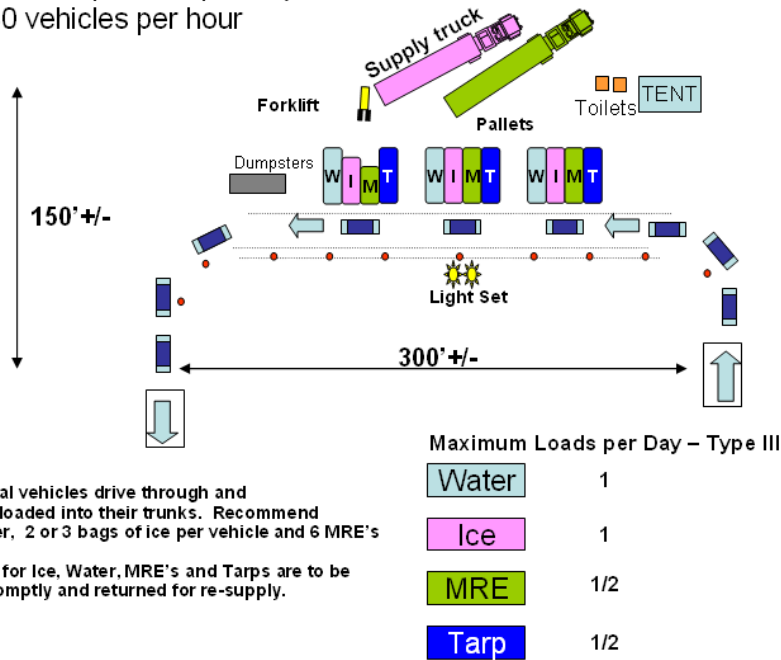 0 vehicles per hour
Supply truck
Forklift
Toilets
TENT
Pallets
Dumpsters
W I M T
W I M T
W I M T
150'+/-
Light Set
300'+/-
Maximum Loads per Day – Type III
Water 1
Ice 1
MRE 1/2
Tarp 1/2
al vehicles drive through and
loaded into their trunks. Recommend
er, 2 or 3 bags of ice per vehicle and 6 MRE's
for Ice, Water, MRE's and Tarps are to be
omptly and returned for re-supply.